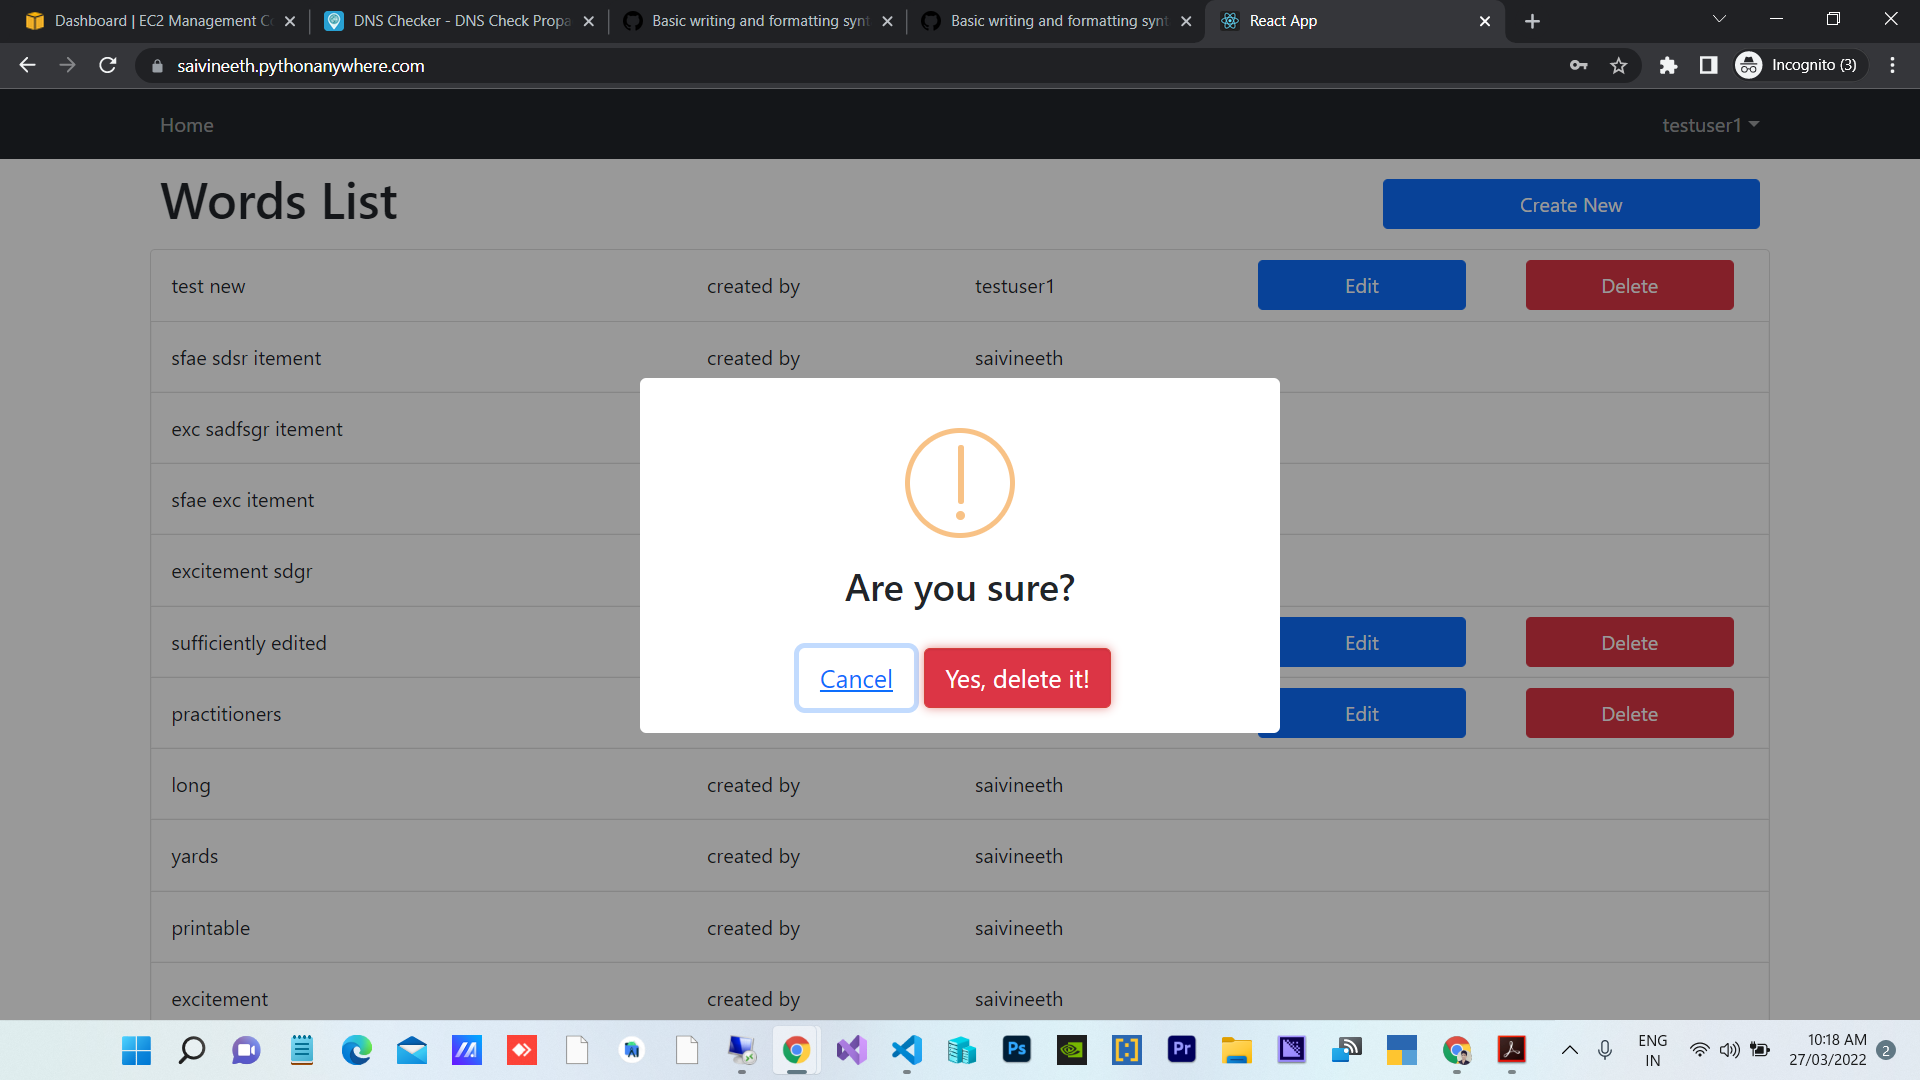 Dashboard | EC2 Management Co
DNS Checker - DNS Check Propa
Basic writing and formatting synt
Basic writing and formatting synt
React App
saivineeth.pythonanywhere.com
Incognito (3)
Home
testuser1
Words List
Create New
test new created by testuser1 Edit Delete
sfae sdsr itement created by saivineeth
exc sadfsgr itement
sfae exc itement
excitement sdgr
Are you sure?
sufficiently edited Edit Delete
Cancel Yes, delete it!
practitioners Edit Delete
long created by saivineeth
yards created by saivineeth
printable created by saivineeth
excitement created by saivineeth
Ps
Pr
ENG
IN
10:18 AM
27/03/2022
2